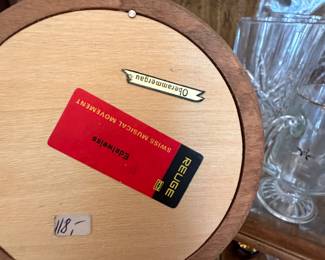 Oberammergau
REUGE
SWISS MUSICAL MOVEMENT
Edelweiss
118,-